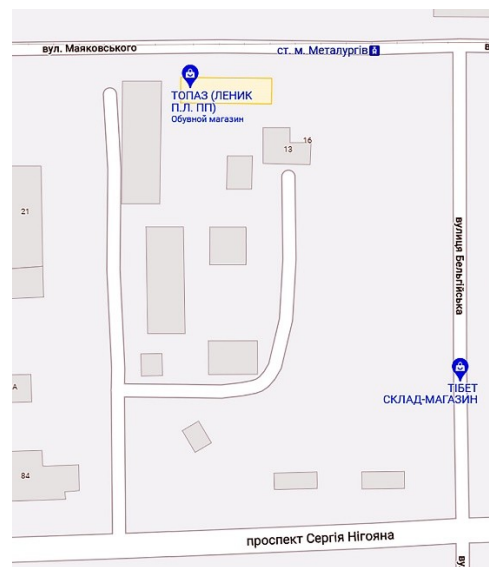 вул. Маяковського
ст. м. Металургів
ТОПАЗ (ЛЕНИК
П.Л. ПП)
Обувной магазин
16
13
21
вулиця Бельгійська
ТІБЕТ
СКЛАД-МАГАЗИН
А
84
проспект Сергія Нігояна